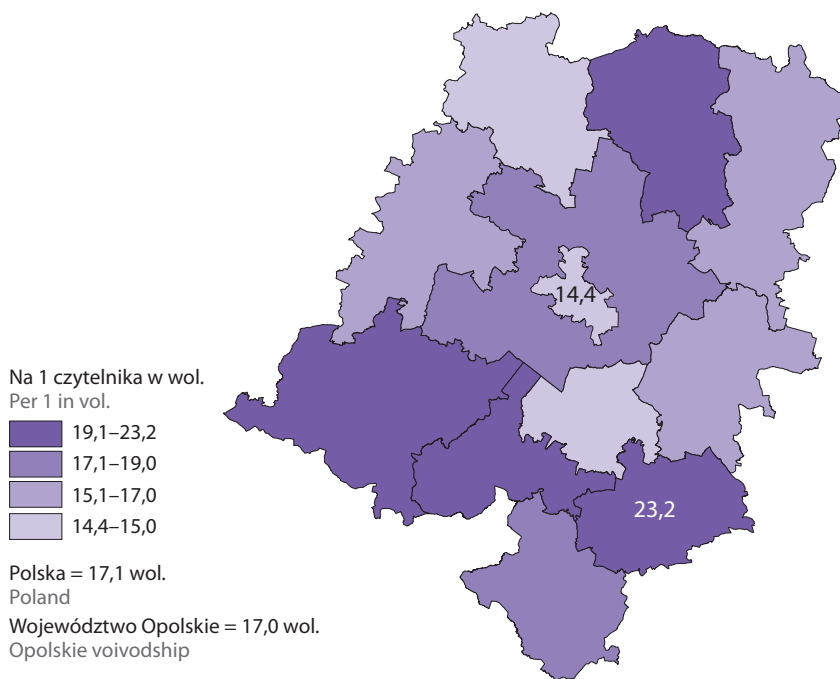 14,4
Na 1 czytelnika w wol.
Per 1 in vol.
19,1–23,2
17,1–19,0
15,1–17,0
14,4–15,0
23,2
Polska = 17,1 wol.
Poland
Województwo Opolskie = 17,0 wol.
Opolskie voivodship